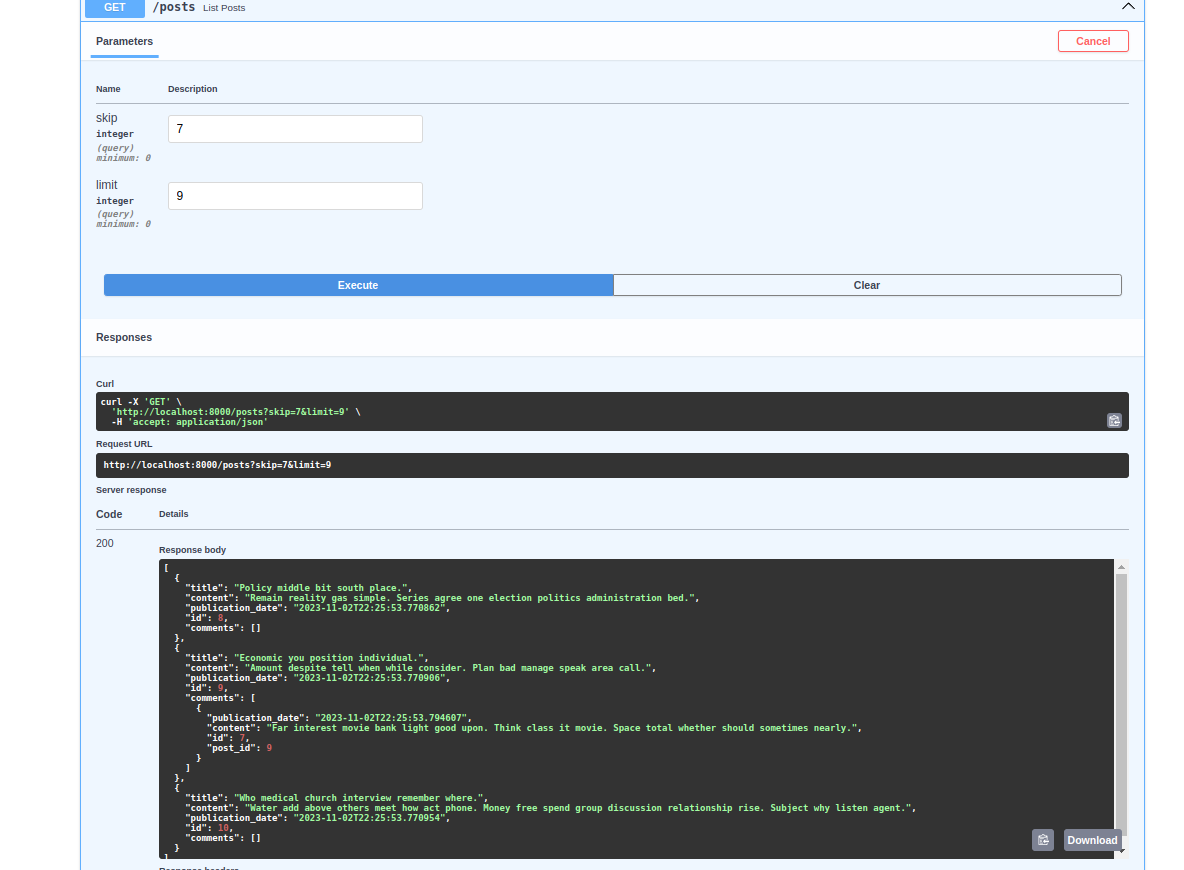 GET /posts List Posts
Parameters
Cancel
Name Description
skip
integer
(query)
minimum: 0
7
limit
integer
(query)
minimum: 0
9
Execute
Clear
Responses
Curl
curl -X 'GET' \
  'http://localhost:8000/posts?skip=7&limit=9' \
  -H 'accept: application/json'
Request URL
http://localhost:8000/posts?skip=7&limit=9
Server response
Code Details
200
Response body
[
  {
    "title": "Policy middle bit south place.",
    "content": "Remain reality gas simple. Series agree one election politics administration bed.",
    "publication_date": "2023-11-02T22:25:53.770862",
    "id": 8,
    "comments": []
  },
  {
    "title": "Economic you position individual.",
    "content": "Amount despite tell when while consider. Plan bad manage speak area call.",
    "publication_date": "2023-11-02T22:25:53.770906",
    "id": 9,
    "comments": [
      {
        "publication_date": "2023-11-02T22:25:53.794607",
        "content": "Far interest movie bank light good upon. Think class it movie. Space total whether should sometimes nearly.",
        "id": 7,
        "post_id": 9
      }
    ]
  },
  {
    "title": "Who medical church interview remember where.",
    "content": "Water add above others meet how act phone. Money free spend group discussion relationship rise. Subject why listen agent.",
    "publication_date": "2023-11-02T22:25:53.770954",
    "id": 10,
    "comments": []
  }
]
Download
Response headers